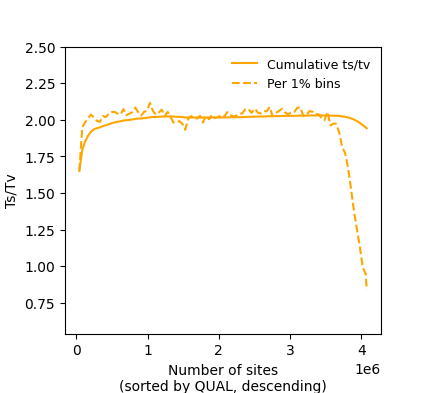 2.50
2.25
2.00
1.75
1.50
1.25
1.00
0.75
Ts/Tv
Cumulative ts/tv
Per 1% bins
0 1 2 3 4
1e6
Number of sites
(sorted by QUAL, descending)